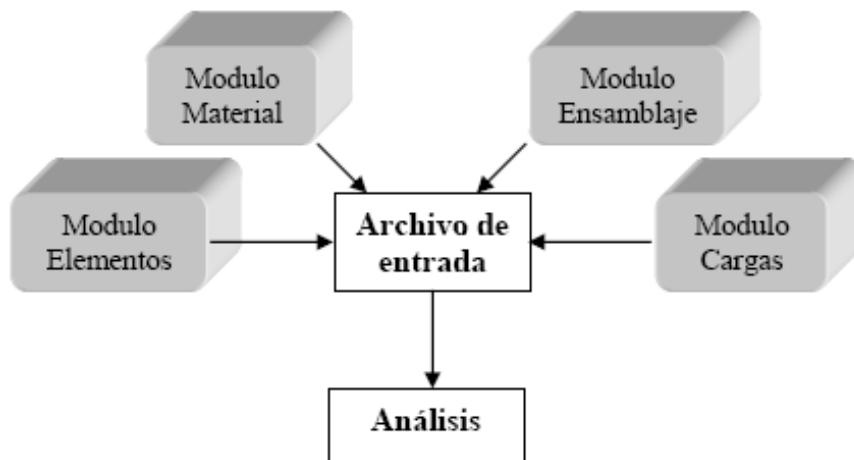 Modulo
Material
Modulo
Ensamblaje
Modulo
Elementos
Archivo de
entrada
Modulo
Cargas
Análisis